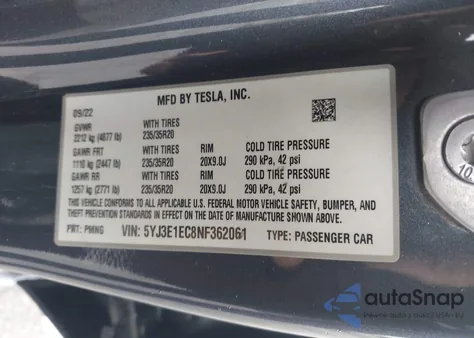 MFD BY TESLA, INC.
09/22
GVWR WITH TIRES
2212 kg (4877 lb) 235/35R20
GAWR FRT WITH TIRES RIM COLD TIRE PRESSURE
1110 kg (2447 lb) 235/35R20 20X9.0J 290 kPa, 42 psi
GAWR RR WITH TIRES RIM COLD TIRE PRESSURE
1257 kg (2771 lb) 235/35R20 20X9.0J 290 kPa, 42 psi
THIS VEHICLE CONFORMS TO ALL APPLICABLE U.S. FEDERAL MOTOR VEHICLE SAFETY, BUMPER, AND
THEFT PREVENTION STANDARDS IN EFFECT ON THE DATE OF MANUFACTURE SHOWN ABOVE.
PRT: PMNG VIN: 5YJ3E1EC8NF362061 TYPE: PASSENGER CAR
10
autoSnap